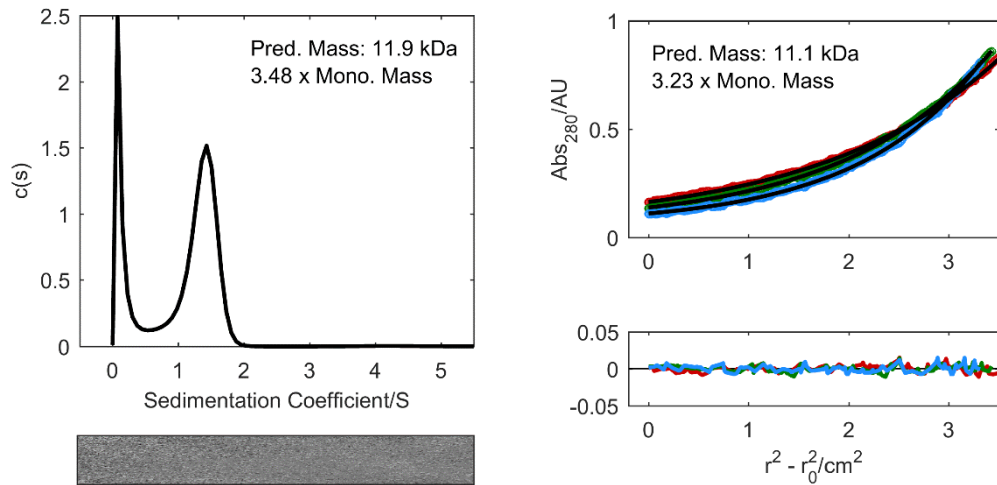 2.5
2
1.5
1
0.5
0
c(s)
Pred. Mass: 11.9 kDa
3.48 x Mono. Mass
0 1 2 3 4 5
Sedimentation Coefficient/S
1
0.5
0
Abs280/AU
Pred. Mass: 11.1 kDa
3.23 x Mono. Mass
0 1 2 3
0.05
0
-0.05
0 1 2 3
r² - r₀²/cm²